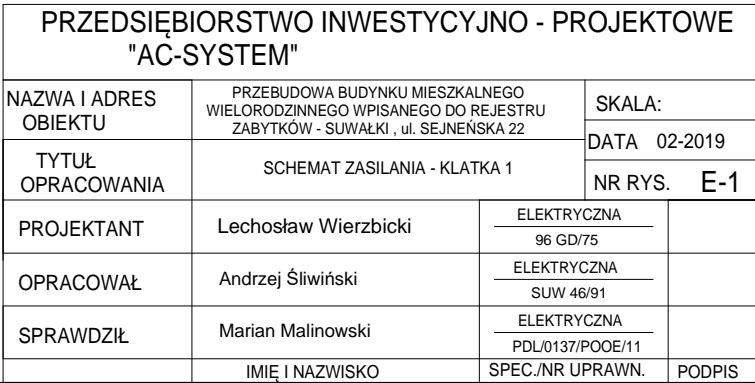 PRZEDSIĘBIORSTWO INWESTYCYJNO - PROJEKTOWE
"AC-SYSTEM"
NAZWA I ADRES
OBIEKTU
PRZEBUDOWA BUDYNKU MIESZKALNEGO
WIELORODZINNEGO WPISANEGO DO REJESTRU
ZABYTKÓW - SUWAŁKI , ul. SEJNEŃSKA 22
SKALA:
DATA 02-2019
TYTUŁ
OPRACOWANIA
SCHEMAT ZASILANIA - KLATKA 1
NR RYS. E-1
PROJEKTANT
Lechosław Wierzbicki
ELEKTRYCZNA
96 GD/75
OPRACOWAŁ
Andrzej Śliwiński
ELEKTRYCZNA
SUW 46/91
SPRAWDZIŁ
Marian Malinowski
ELEKTRYCZNA
PDL/0137/POOE/11
IMIĘ I NAZWISKO
SPEC./NR UPRAWN.
PODPIS